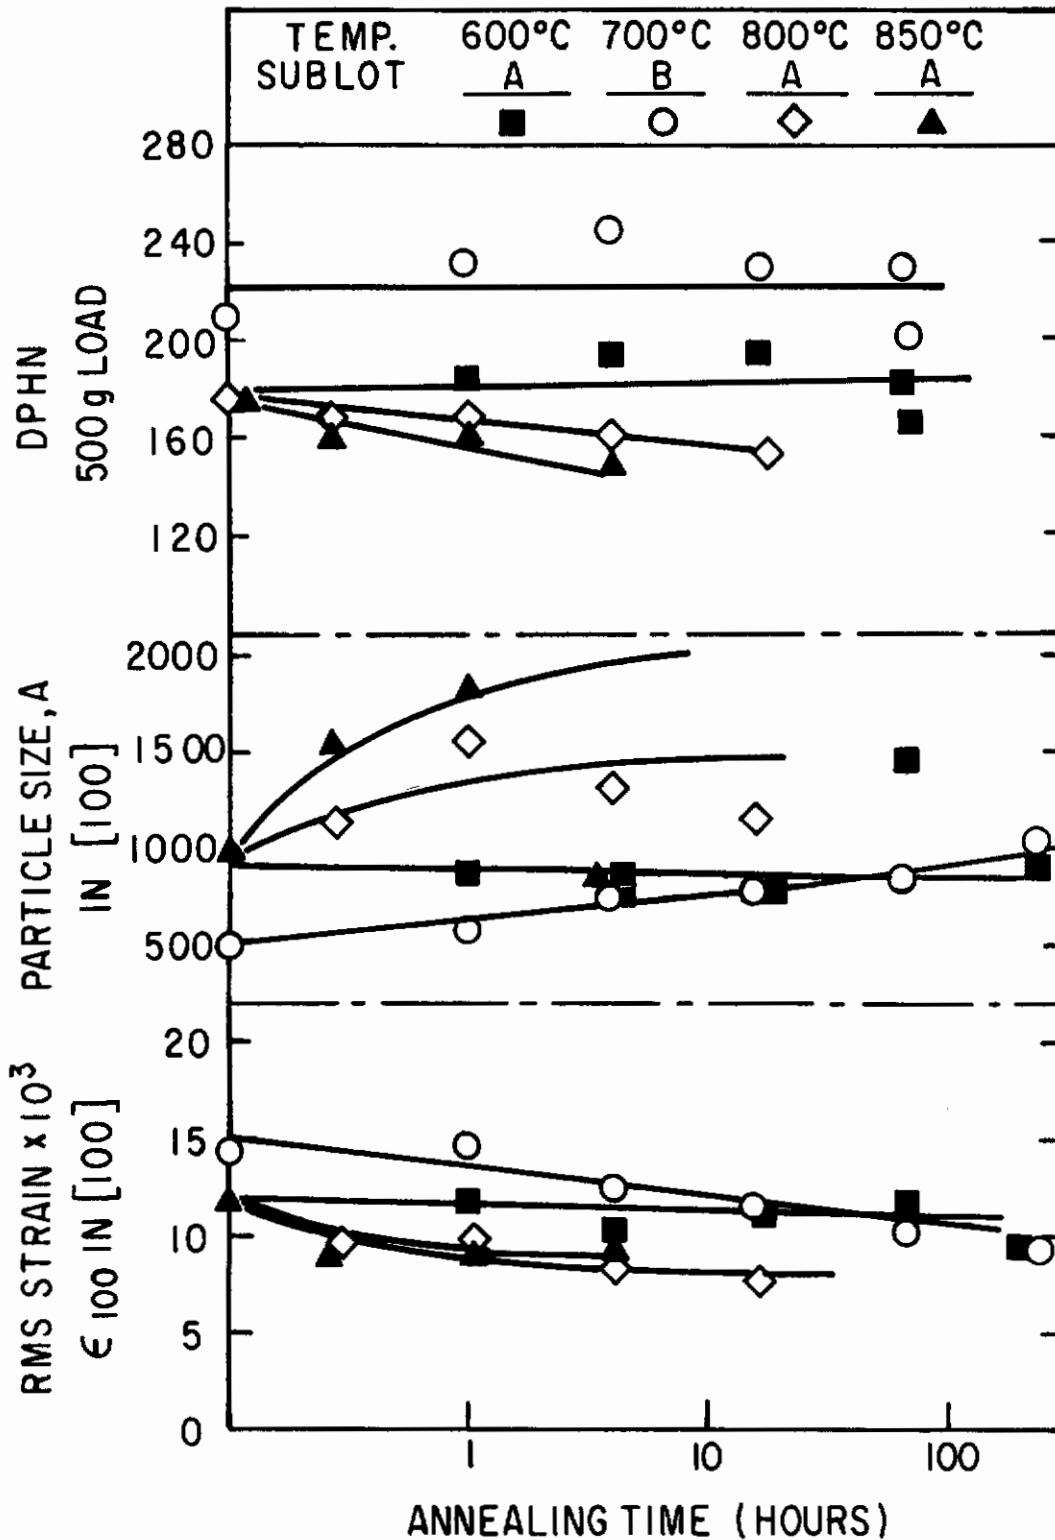 TEMP. 600°C 700°C 800°C 850°C
SUBLOT A B A A
280
240
200
160
120
DPHN
500g LOAD
2000
1500
1000
500
PARTICLE SIZE, A
IN [100]
20
15
10
5
0
RMS STRAIN x 10³
ϵ₁₀₀ IN [100]
1 10 100
ANNEALING TIME (HOURS)